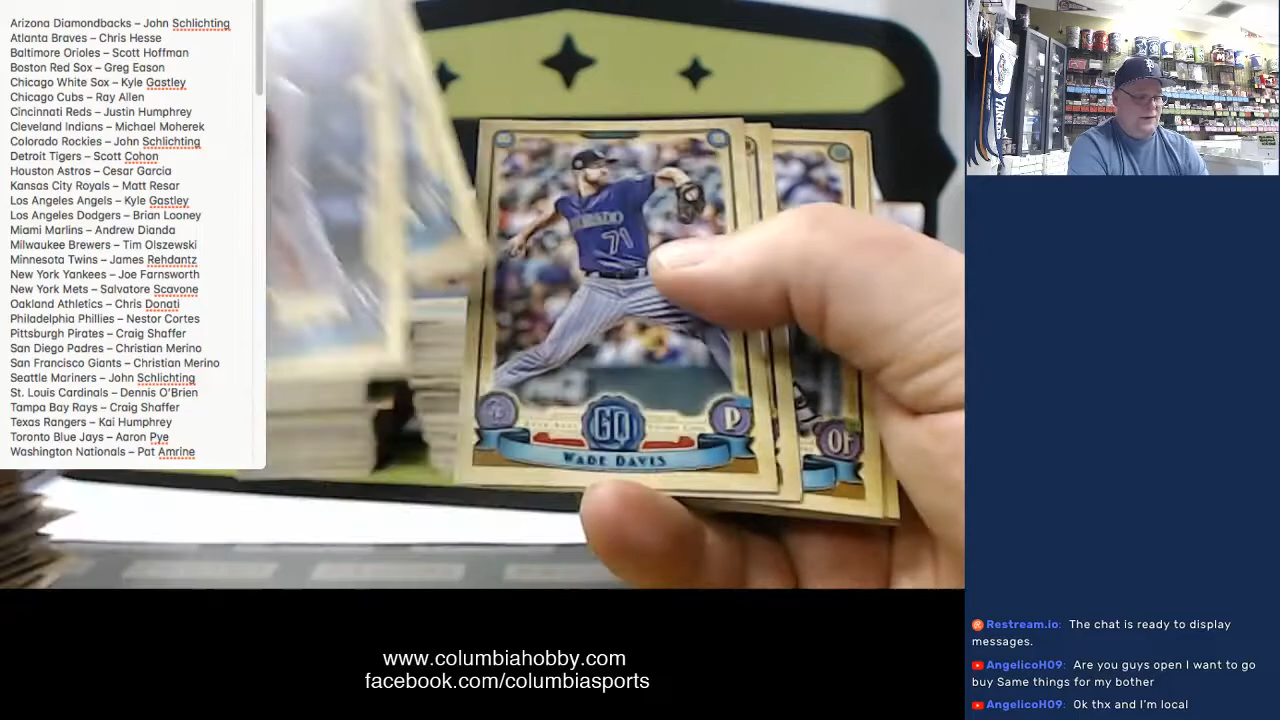 Arizona Diamondbacks – John Schlichting
Atlanta Braves – Chris Hesse
Baltimore Orioles – Scott Hoffman
Boston Red Sox – Greg Eason
Chicago White Sox – Kyle Gastley
Chicago Cubs – Ray Allen
Cincinnati Reds – Justin Humphrey
Cleveland Indians – Michael Moherek
Colorado Rockies – John Schlichting
Detroit Tigers – Scott Cohon
Houston Astros – Cesar Garcia
Kansas City Royals – Matt Resar
Los Angeles Angels – Kyle Gastley
Los Angeles Dodgers – Brian Looney
Miami Marlins – Andrew Dianda
Milwaukee Brewers – Tim Olszewski
Minnesota Twins – James Rehdantz
New York Yankees – Joe Farnsworth
New York Mets – Salvatore Scavone
Oakland Athletics – Chris Donati
Philadelphia Phillies – Nestor Cortes
Pittsburgh Pirates – Craig Shaffer
San Diego Padres – Christian Merino
San Francisco Giants – Christian Merino
Seattle Mariners – John Schlichting
St. Louis Cardinals – Dennis O'Brien
Tampa Bay Rays – Craig Shaffer
Texas Rangers – Kai Humphrey
Toronto Blue Jays – Aaron Pye
Washington Nationals – Pat Amrine
71
GQ
P
WADE DAVIS
OF
www.columbiahobby.com
facebook.com/columbiasports
Restream.io: The chat is ready to display
messages.
AngelicoH09: Are you guys open I want to go
buy Same things for my bother
AngelicoH09: Ok thx and I'm local